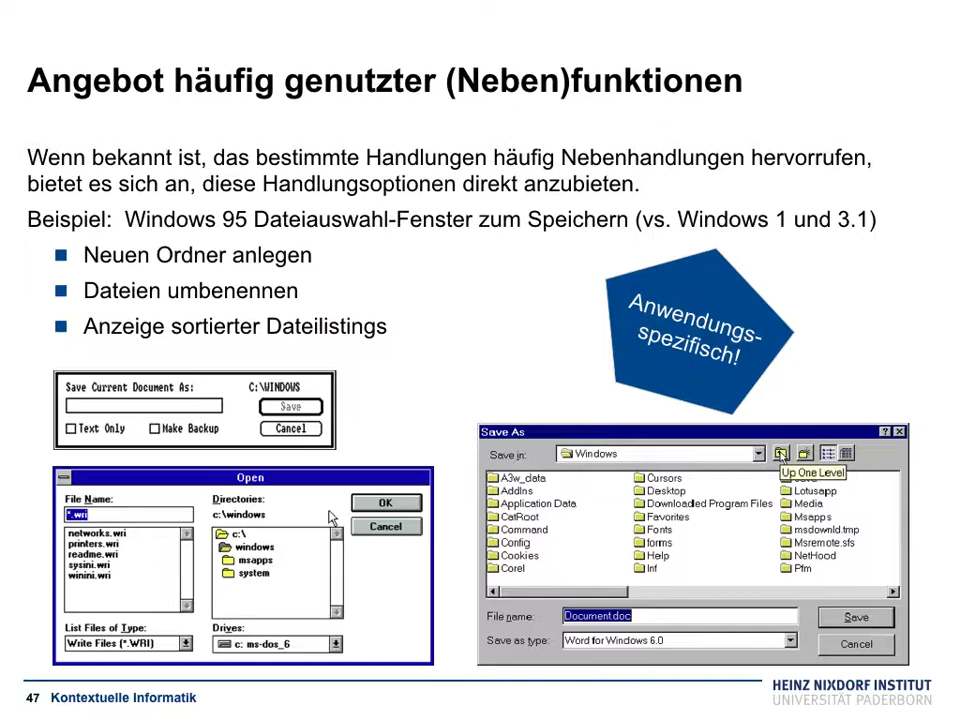 Angebot häufig genutzter (Neben)funktionen
Wenn bekannt ist, das bestimmte Handlungen häufig Nebenhandlungen hervorrufen,
bietet es sich an, diese Handlungsoptionen direkt anzubieten.
Beispiel: Windows 95 Dateiauswahl-Fenster zum Speichern (vs. Windows 1 und 3.1)
Neuen Ordner anlegen
Dateien umbenennen
Anzeige sortierter Dateilistings
Anwendungs-
spezifisch!
Save Current Document As:
C:\WINDOWS
Save
Text Only
Make Backup
Cancel
Open
File Name:
*.wri
networks.wri
printers.wri
readme.wri
sysini.wri
winini.wri
List Files of Type:
Write Files (*.WRI)
Directories:
c:\windows
c:\
windows
msapps
system
Drives:
c: ms-dos_6
OK
Cancel
Save As
Save in:
Windows
Up One Level
A3w_data
AddIns
Application Data
CatRoot
Command
Config
Cookies
Corel
Cursors
Desktop
Downloaded Program Files
Favorites
Fonts
forms
Help
Inf
Lotusapp
Media
Msapps
msdownld.tmp
Msremote.sfs
NetHood
Pfm
File name:
Document.doc
Save
Save as type:
Word for Windows 6.0
Cancel
47 Kontextuelle Informatik
HEINZ NIXDORF INSTITUT
UNIVERSITÄT PADERBORN